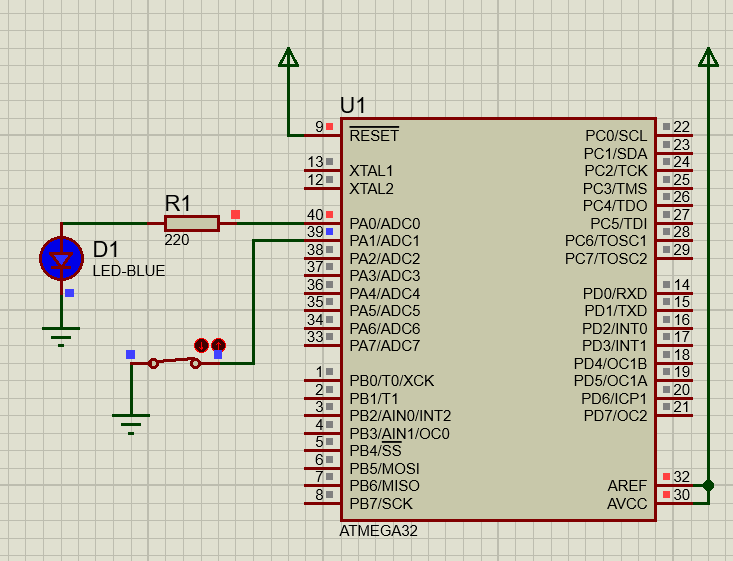 U1
9 RESET
13 XTAL1
12 XTAL2
40 PA0/ADC0
39 PA1/ADC1
38 PA2/ADC2
37 PA3/ADC3
36 PA4/ADC4
35 PA5/ADC5
34 PA6/ADC6
33 PA7/ADC7
1 PB0/T0/XCK
2 PB1/T1
3 PB2/AIN0/INT2
4 PB3/AIN1/OC0
5 PB4/SS
6 PB5/MOSI
7 PB6/MISO
8 PB7/SCK
PC0/SCL 22
PC1/SDA 23
PC2/TCK 24
PC3/TMS 25
PC4/TDO 26
PC5/TDI 27
PC6/TOSC1 28
PC7/TOSC2 29
PD0/RXD 14
PD1/TXD 15
PD2/INT0 16
PD3/INT1 17
PD4/OC1B 18
PD5/OC1A 19
PD6/ICP1 20
PD7/OC2 21
AREF 32
AVCC 30
ATMEGA32
R1
220
D1
LED-BLUE